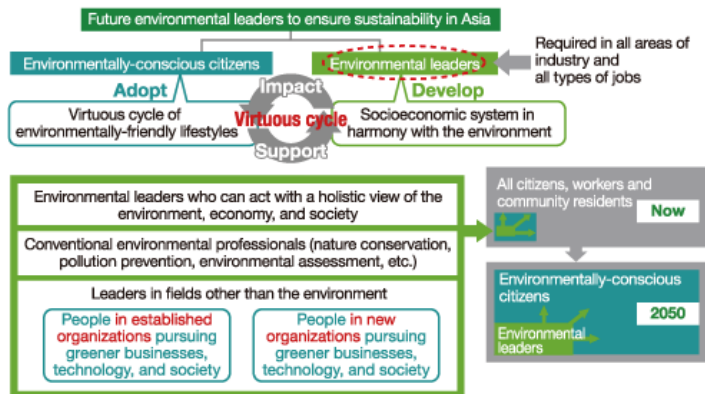 Future environmental leaders to ensure sustainability in Asia
Environmentally-conscious citizens
Environmental leaders
Required in all areas of
industry and
all types of jobs
Adopt
Impact
Develop
Virtuous cycle of
environmentally-friendly lifestyles
Virtuous cycle
Socioeconomic system in
harmony with the environment
Support
Environmental leaders who can act with a holistic view of the
environment, economy, and society
Conventional environmental professionals (nature conservation,
pollution prevention, environmental assessment, etc.)
Leaders in fields other than the environment
People in established
organizations pursuing
greener businesses,
technology, and society
People in new
organizations pursuing
greener businesses,
technology, and society
All citizens, workers and
community residents
Now
Environmentally-conscious
citizens
2050
Environmental
leaders